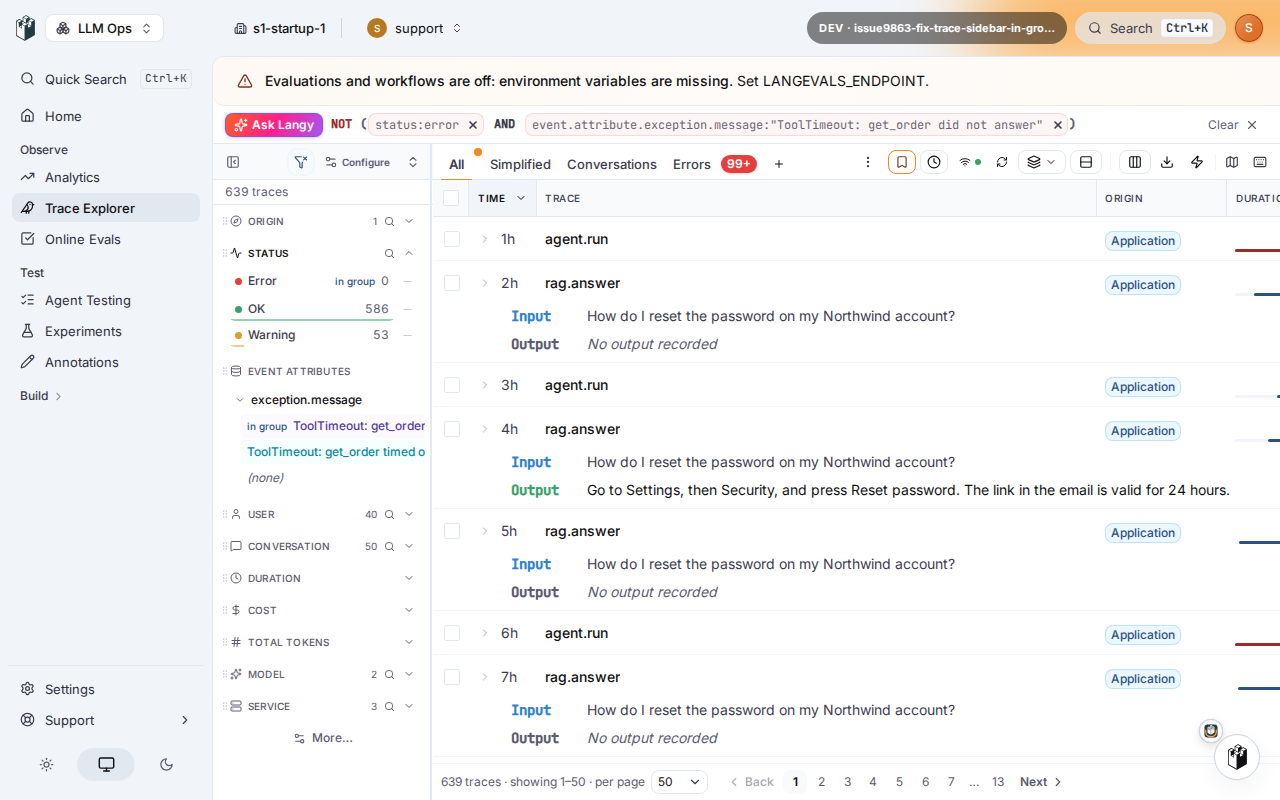 LLM Ops
s1-startup-1
S support
DEV · issue9863-fix-trace-sidebar-in-gro...
Search Ctrl+K
S
Quick Search Ctrl+K
Home
Observe
Analytics
Trace Explorer
Online Evals
Test
Agent Testing
Experiments
Annotations
Build
Settings
Support
Evaluations and workflows are off: environment variables are missing. Set LANGEVALS_ENDPOINT.
Ask Langy NOT ( status:error × AND event.attribute.exception.message:"ToolTimeout: get_order did not answer" × )
Clear ×
Configure
639 traces
ORIGIN 1
STATUS
Error in group 0 —
OK 586 —
Warning 53 —
EVENT ATTRIBUTES
exception.message
in group ToolTimeout: get_order
ToolTimeout: get_order timed o
(none)
USER 40
CONVERSATION 50
DURATION
COST
TOTAL TOKENS
MODEL 2
SERVICE 3
More...
All Simplified Conversations Errors 99+ +
TIME TRACE ORIGIN DURATIO
1h agent.run Application
2h rag.answer Application
Input How do I reset the password on my Northwind account?
Output No output recorded
3h agent.run Application
4h rag.answer Application
Input How do I reset the password on my Northwind account?
Output Go to Settings, then Security, and press Reset password. The link in the email is valid for 24 hours.
5h rag.answer Application
Input How do I reset the password on my Northwind account?
Output No output recorded
6h agent.run Application
7h rag.answer Application
Input How do I reset the password on my Northwind account?
Output No output recorded
639 traces · showing 1–50 · per page 50 Back 1 2 3 4 5 6 7 ... 13 Next